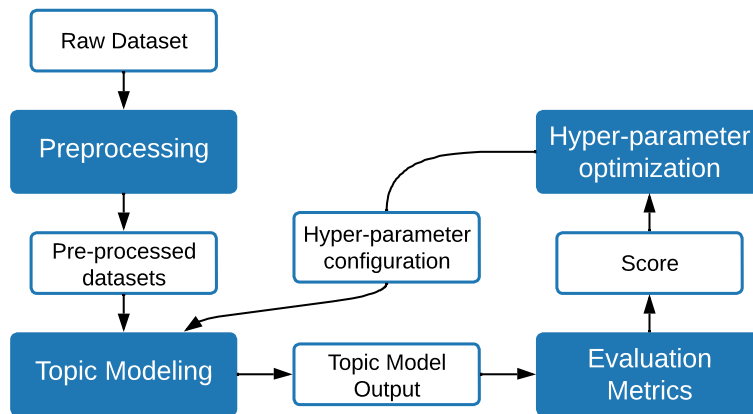 Raw Dataset
Preprocessing
Pre-processed
datasets
Topic Modeling
Hyper-parameter
configuration
Topic Model
Output
Hyper-parameter
optimization
Score
Evaluation
Metrics